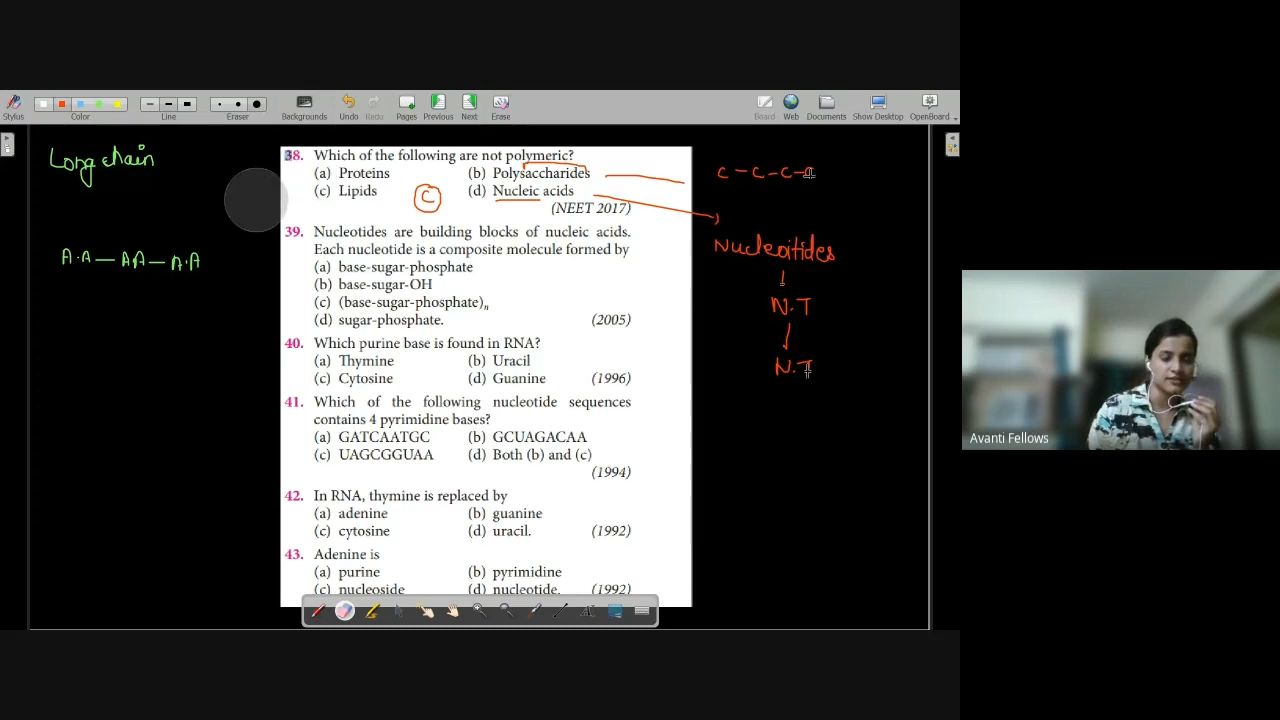 Stylus
Color
Line
Eraser
Backgrounds
Undo
Redo
Pages
Previous
Next
Erase
Board
Web
Documents
Show Desktop
OpenBoard
Long chain
A.A — AA — A.A
38. Which of the following are not polymeric?
(a) Proteins (b) Polysaccharides
(c) Lipids (d) Nucleic acids
C
(NEET 2017)
39. Nucleotides are building blocks of nucleic acids.
Each nucleotide is a composite molecule formed by
(a) base-sugar-phosphate
(b) base-sugar-OH
(c) (base-sugar-phosphate)n
(d) sugar-phosphate. (2005)
40. Which purine base is found in RNA?
(a) Thymine (b) Uracil
(c) Cytosine (d) Guanine (1996)
41. Which of the following nucleotide sequences
contains 4 pyrimidine bases?
(a) GATCAATGC (b) GCUAGACAA
(c) UAGCGGUAA (d) Both (b) and (c)
(1994)
42. In RNA, thymine is replaced by
(a) adenine (b) guanine
(c) cytosine (d) uracil. (1992)
43. Adenine is
(a) purine (b) pyrimidine
(c) nucleoside (d) nucleotide. (1992)
C - C - C -
Nucleoitides
N.T
N.T
Avanti Fellows